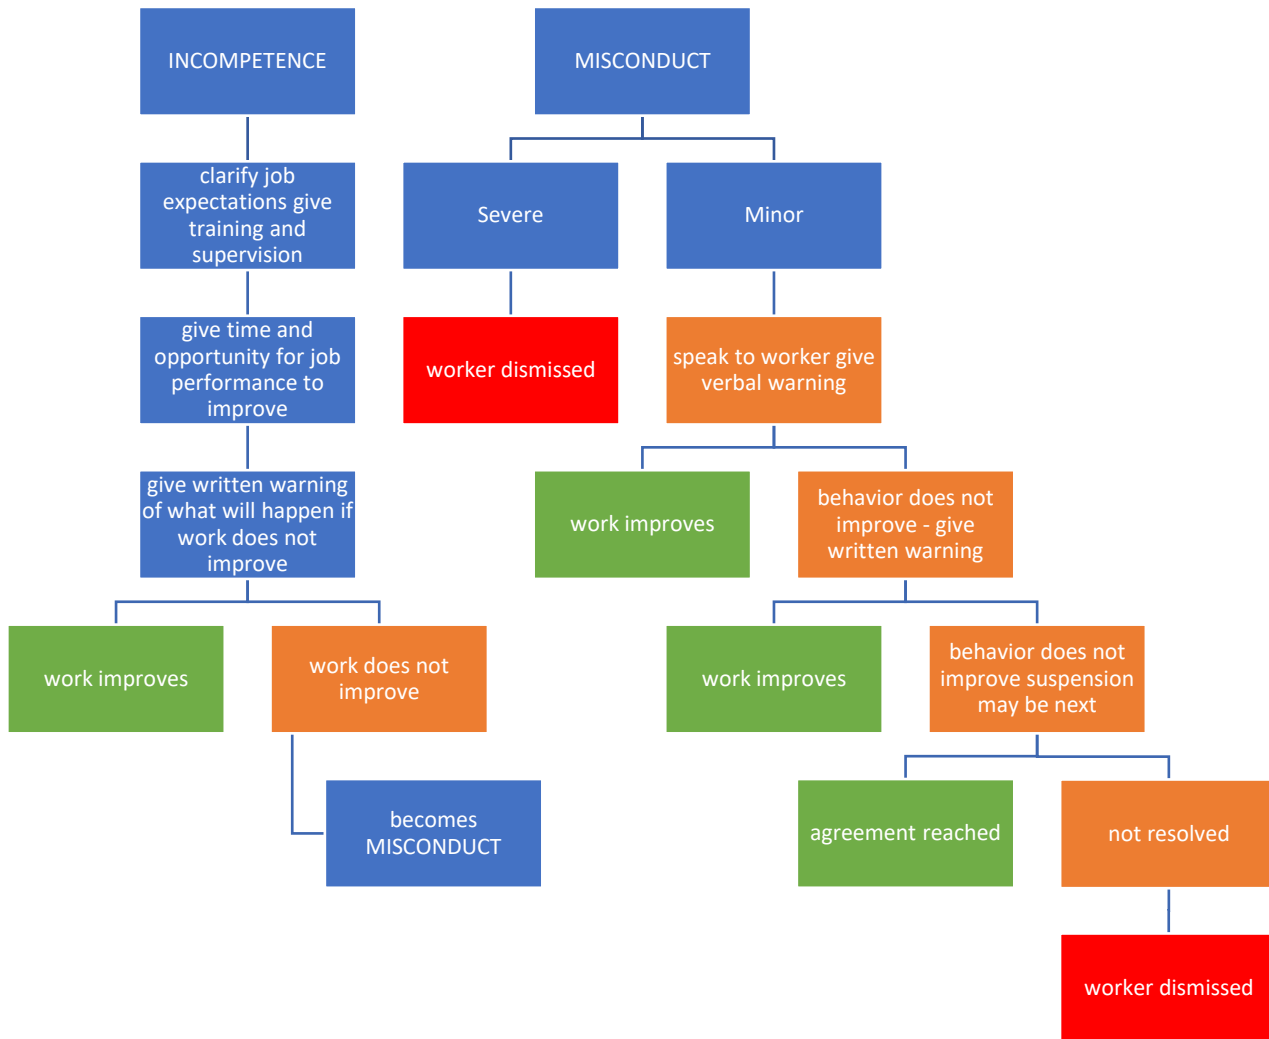 INCOMPETENCE
MISCONDUCT
clarify job
expectations give
training and
supervision
Severe
Minor
give time and
opportunity for job
performance to
improve
worker dismissed
speak to worker give
verbal warning
give written warning
of what will happen if
work does not
improve
work improves
behavior does not
improve - give
written warning
work improves
work does not
improve
work improves
behavior does not
improve suspension
may be next
becomes
MISCONDUCT
agreement reached
not resolved
worker dismissed